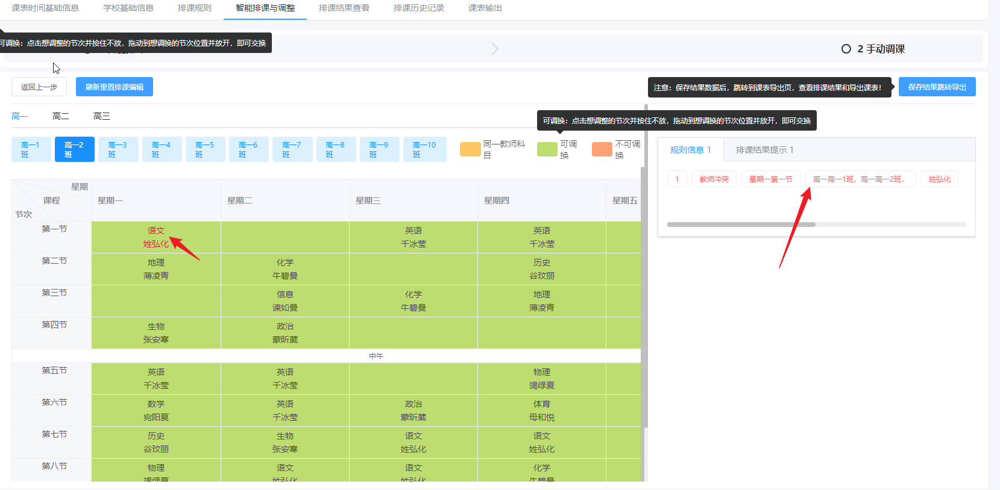 课表时间基础信息 学校基础信息 排课规则 智能排课与调整 排课结果查看 排课历史记录 课表输出
可调换：点击想调整的节次并按住不放，拖动到想调换的节次位置并放开，即可交换
2 手动调课
返回上一步 刷新重置排课编辑
注意：保存结果数据后，跳转到课表导出页，查看排课结果和导出课表！
保存结果跳转导出
高一 高二 高三
可调换：点击想调整的节次并按住不放，拖动到想调换的节次位置并放开，即可交换
高一1班 高一2班 高一3班 高一4班 高一5班 高一6班 高一7班 高一8班 高一9班 高一10班
同一教师科目 可调换 不可调换
规则信息 1 排课结果提示 1
1 教师冲突 星期一第一节 高一高一1班，高一高一2班， 姓弘化
星期
课程
节次
星期一 星期二 星期三 星期四 星期五
第一节 语文 英语 英语
姓弘化 千冰莹 千冰莹
第二节 地理 化学 历史
薄凌青 牛碧曼 谷玟丽
第三节 信息 化学 地理
谏如曼 牛碧曼 薄凌青
第四节 生物 政治
张安寒 蒙昕葳
中午
第五节 英语 英语 物理
千冰莹 千冰莹 竭绿夏
第六节 数学 英语 政治 体育
宛阳夏 千冰莹 蒙昕葳 母和悦
第七节 历史 生物 语文 语文
谷玟丽 张安寒 姓弘化 姓弘化
第八节 物理 语文 语文 化学
竭绿夏 姓弘化 姓弘化 牛碧曼